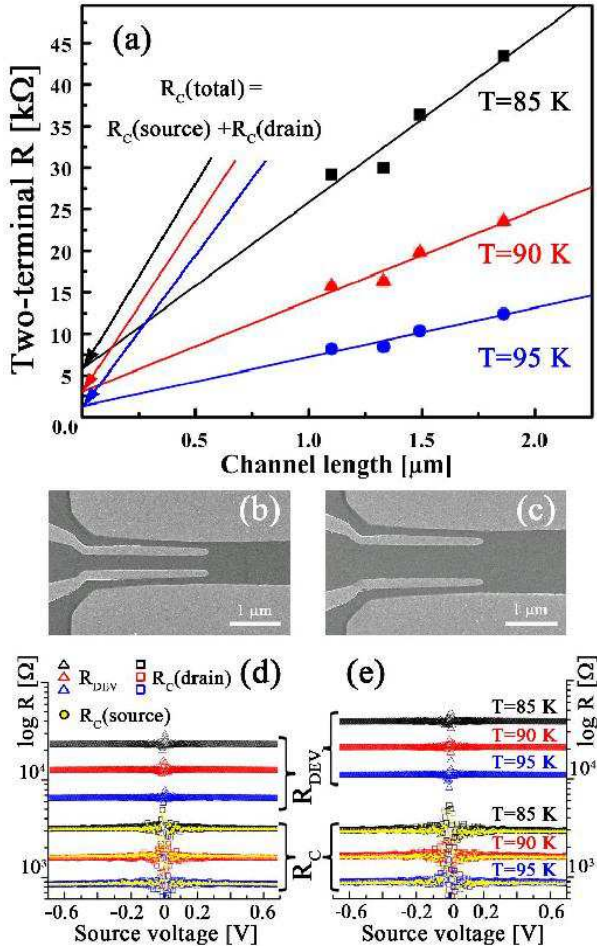 (a)
R_C(total) =
R_C(source) +R_C(drain)
Two-terminal R [kΩ]
45
40
35
30
25
20
15
10
5
0.0
0.5
1.0
1.5
2.0
T=85 K
T=90 K
T=95 K
Channel length [μm]
(b)
1 μm
(c)
1 μm
R_DEV
R_C(drain)
(d)
R_C(source)
log R [Ω]
10^4
10^3
R_DEV
R_C
-0.6
-0.2
0
0.2
0.6
Source voltage [V]
(e)
log R [Ω]
T=85 K
T=90 K
T=95 K
10^4
T=85 K
T=90 K
T=95 K
10^3
-0.6
-0.2
0
0.2
0.6
Source voltage [V]